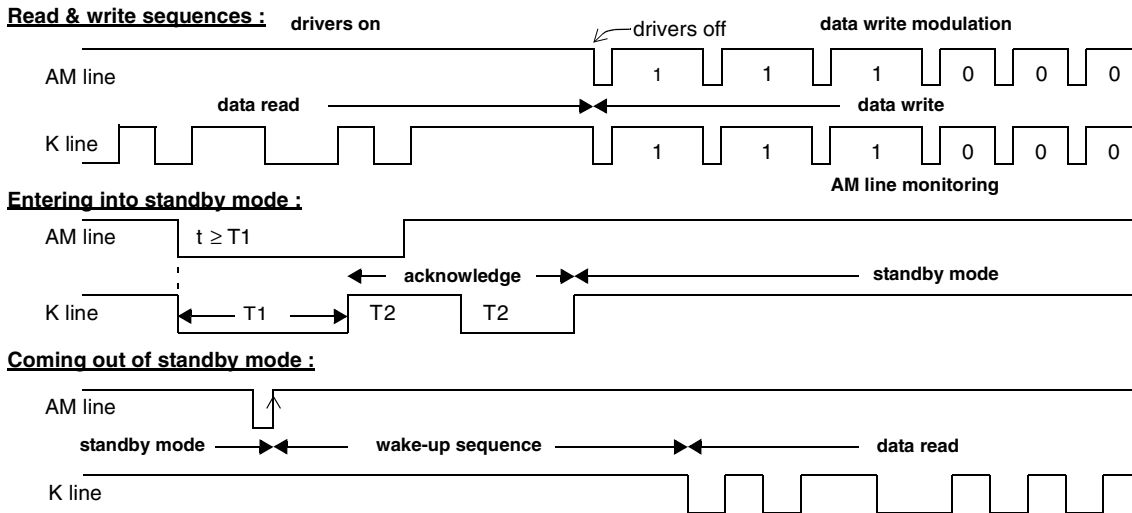 Read & write sequences :
drivers on
drivers off
data write modulation
AM line
1 1 1 0 0 0 0
data read
data write
K line
1 1 1 0 0 0 0
AM line monitoring
Entering into standby mode :
AM line
t ≥ T1
acknowledge
standby mode
K line
T1
T2
T2
Coming out of standby mode :
AM line
standby mode
wake-up sequence
data read
K line